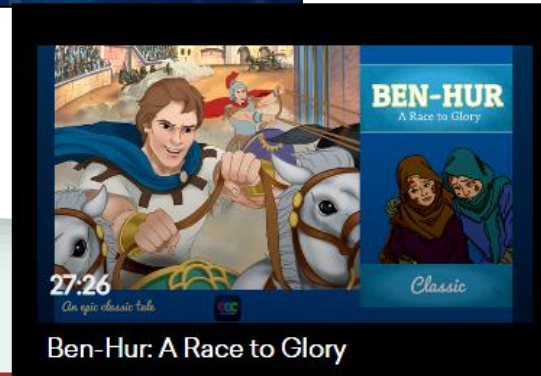 BEN-HUR
A Race to Glory
27:26
An epic classic tale
Classic
Ben-Hur: A Race to Glory